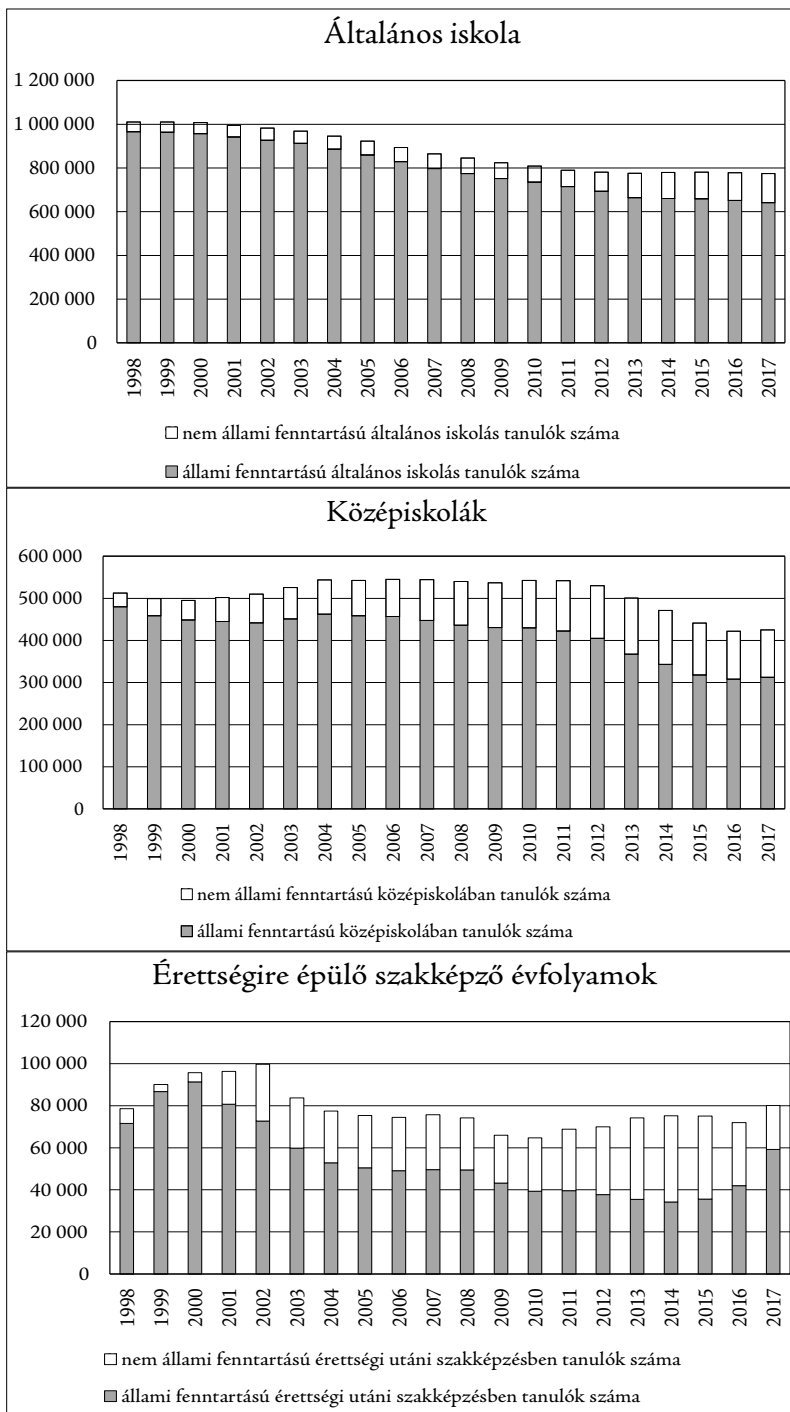 Általános iskola
1 200 000
1 000 000
800 000
600 000
400 000
200 000
0
1998 1999 2000 2001 2002 2003 2004 2005 2006 2007 2008 2009 2010 2011 2012 2013 2014 2015 2016 2017
nem állami fenntartású általános iskolás tanulók száma
állami fenntartású általános iskolás tanulók száma
Középiskolák
600 000
500 000
400 000
300 000
200 000
100 000
0
1998 1999 2000 2001 2002 2003 2004 2005 2006 2007 2008 2009 2010 2011 2012 2013 2014 2015 2016 2017
nem állami fenntartású középiskolában tanulók száma
állami fenntartású középiskolában tanulók száma
Érettségire épülő szakképző évfolyamok
120 000
100 000
80 000
60 000
40 000
20 000
0
1998 1999 2000 2001 2002 2003 2004 2005 2006 2007 2008 2009 2010 2011 2012 2013 2014 2015 2016 2017
nem állami fenntartású érettségi utáni szakképzésben tanulók száma
állami fenntartású érettségi utáni szakképzésben tanulók száma